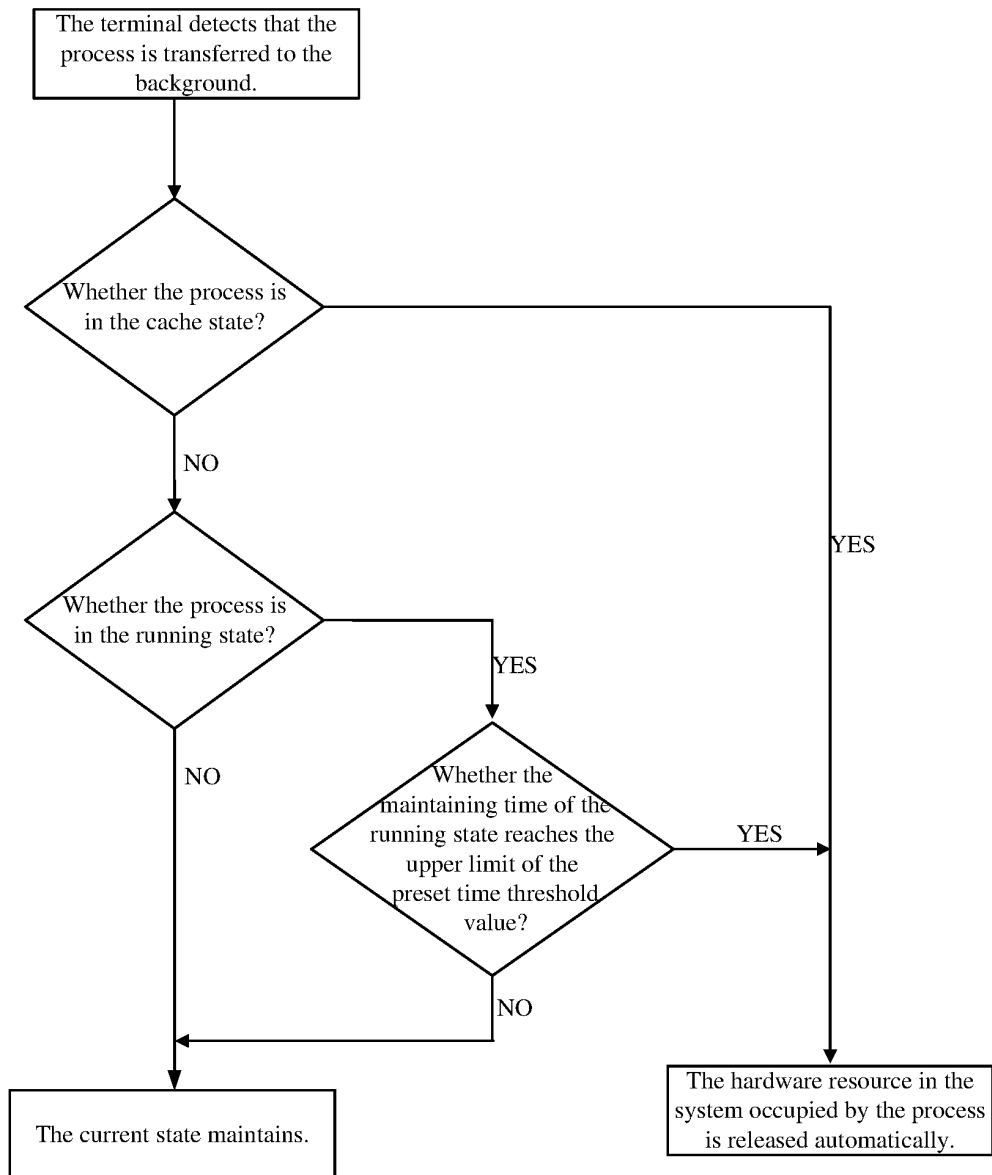 The terminal detects that the
process is transferred to the
background.
Whether the process is
in the cache state?
NO
YES
Whether the process is
in the running state?
YES
NO
Whether the
maintaining time of the
running state reaches the
upper limit of the
preset time threshold
value?
YES
NO
The current state maintains.
The hardware resource in the
system occupied by the process
is released automatically.